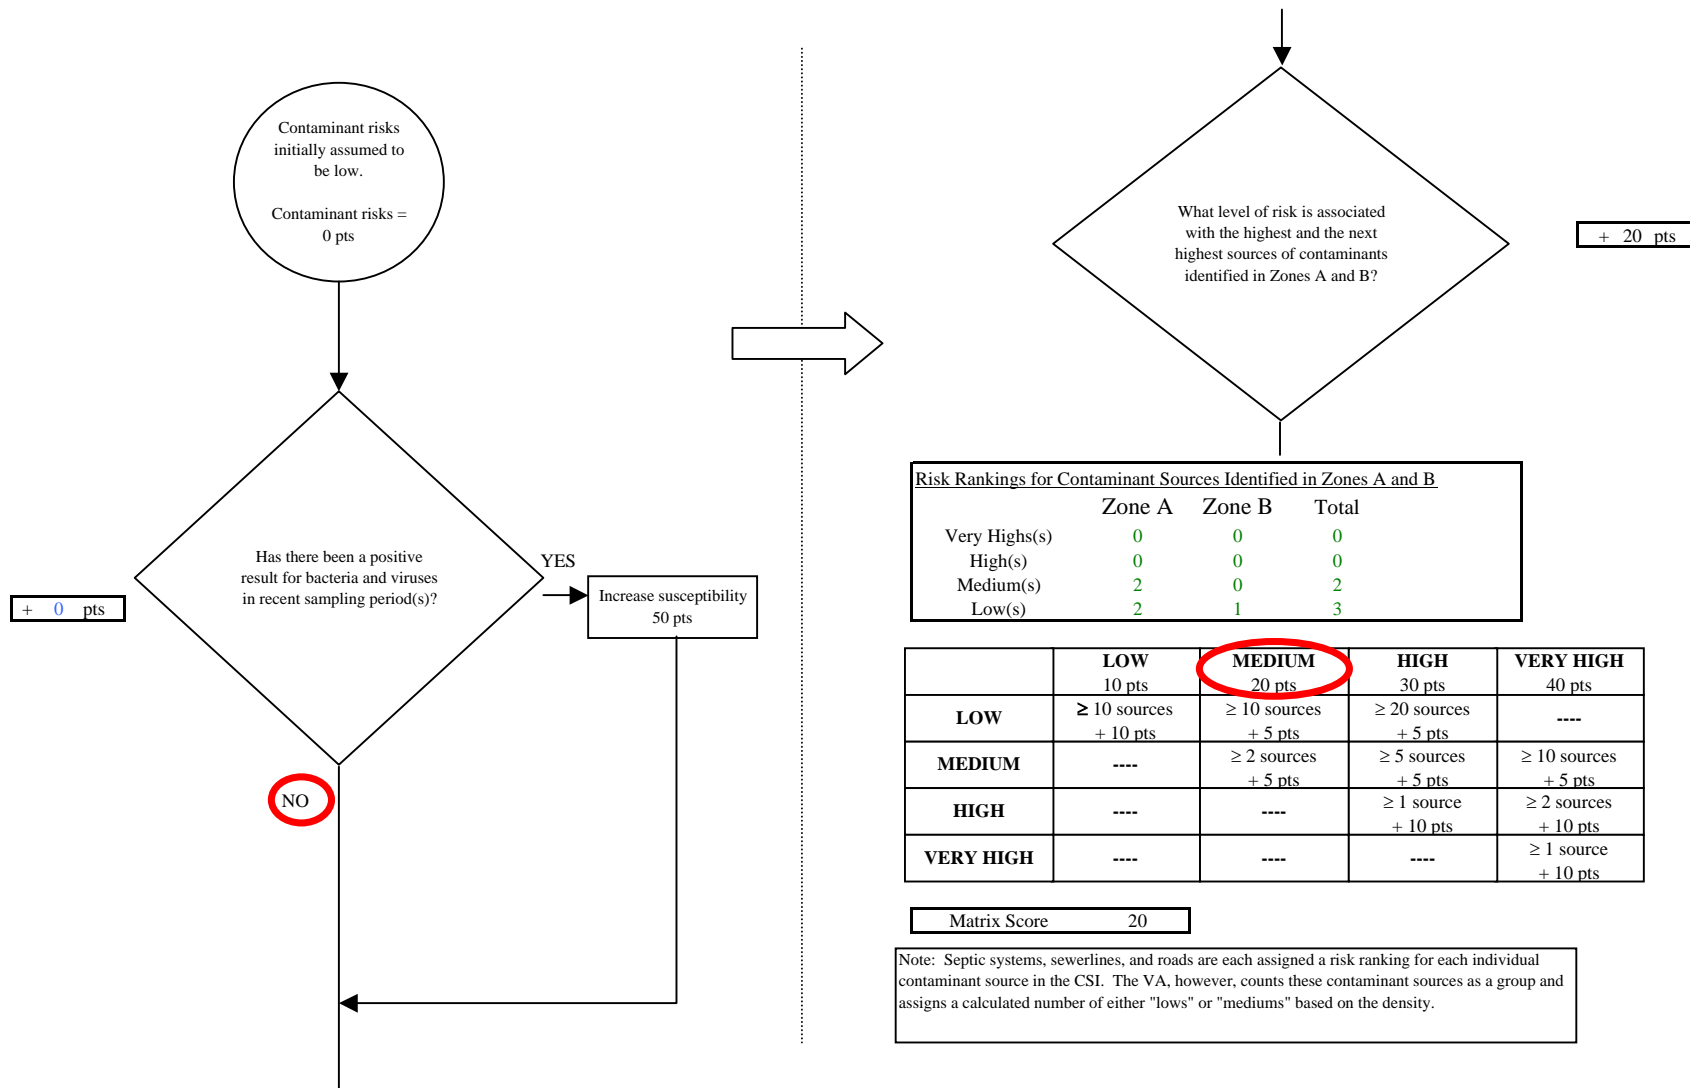 Contaminant risks
initially assumed to
be low.
Contaminant risks =
0 pts
Has there been a positive
result for bacteria and viruses
in recent sampling period(s)?
YES
Increase susceptibility
50 pts
+ 0 pts
NO
What level of risk is associated
with the highest and the next
highest sources of contaminants
identified in Zones A and B?
+ 20 pts
Risk Rankings for Contaminant Sources Identified in Zones A and B
Zone A Zone B Total
Very Highs(s) 0 0 0
High(s) 0 0 0
Medium(s) 2 0 2
Low(s) 2 1 3
LOW MEDIUM HIGH VERY HIGH
10 pts 20 pts 30 pts 40 pts
LOW ≥ 10 sources ≥ 10 sources ≥ 20 sources ----
+ 10 pts + 5 pts + 5 pts
MEDIUM ---- ≥ 2 sources ≥ 5 sources ≥ 10 sources
+ 5 pts + 5 pts + 5 pts
HIGH ---- ---- ≥ 1 source ≥ 2 sources
+ 10 pts + 10 pts
VERY HIGH ---- ---- ---- ≥ 1 source
+ 10 pts
Matrix Score 20
Note: Septic systems, sewerlines, and roads are each assigned a risk ranking for each individual
contaminant source in the CSI. The VA, however, counts these contaminant sources as a group and
assigns a calculated number of either "lows" or "mediums" based on the density.